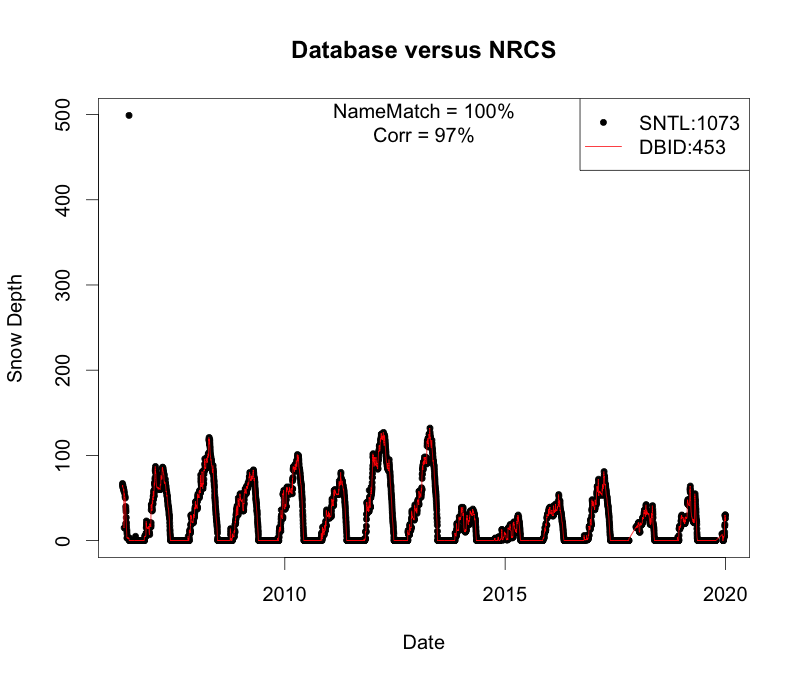 Database versus NRCS
NameMatch = 100%
Corr = 97%
SNTL:1073
DBID:453
Snow Depth
500
400
300
200
100
0
2010
2015
2020
Date